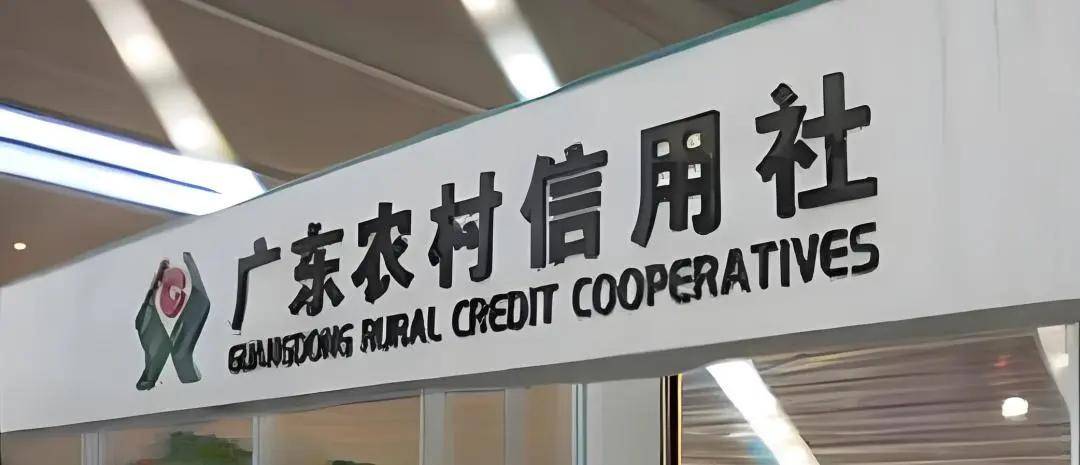 广东农村信用社
GUANGDONG RURAL CREDIT COOPERATIVES